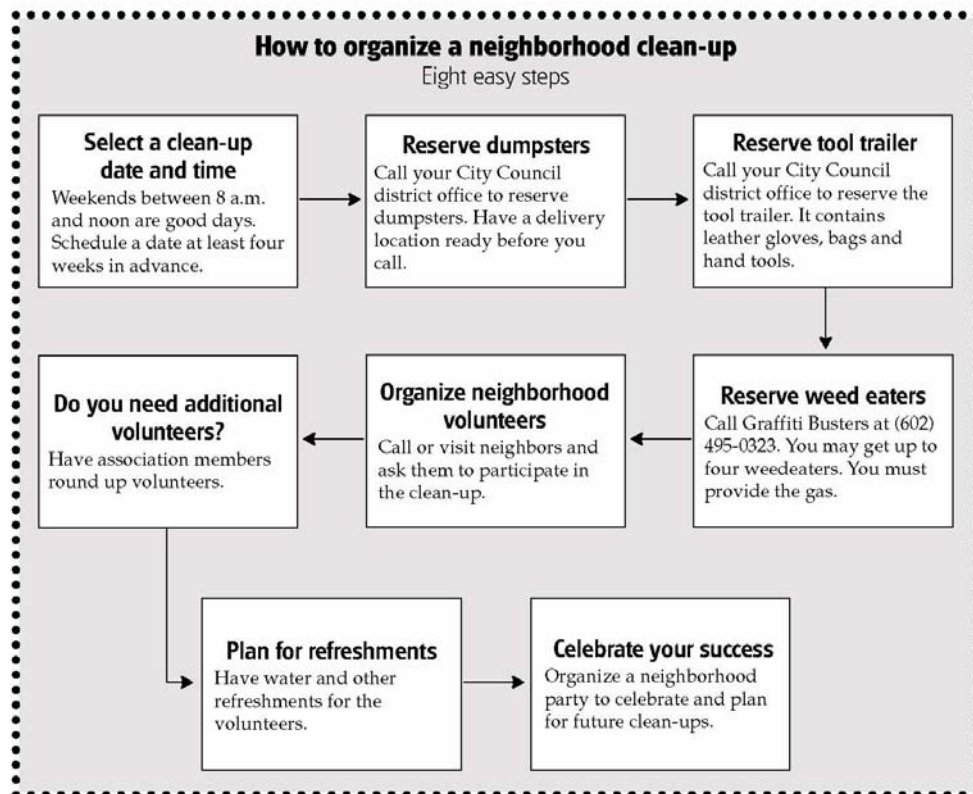 How to organize a neighborhood clean-up
Eight easy steps
Select a clean-up
date and time
Weekends between 8 a.m.
and noon are good days.
Schedule a date at least four
weeks in advance.
Reserve dumpsters
Call your City Council
district office to reserve
dumpsters. Have a delivery
location ready before you
call.
Reserve tool trailer
Call your City Council
district office to reserve the
tool trailer. It contains
leather gloves, bags and
hand tools.
Reserve weed eaters
Call Graffiti Busters at (602)
495-0323. You may get up to
four weedeaters. You must
provide the gas.
Organize neighborhood
volunteers
Call or visit neighbors and
ask them to participate in
the clean-up.
Do you need additional
volunteers?
Have association members
round up volunteers.
Plan for refreshments
Have water and other
refreshments for the
volunteers.
Celebrate your success
Organize a neighborhood
party to celebrate and plan
for future clean-ups.